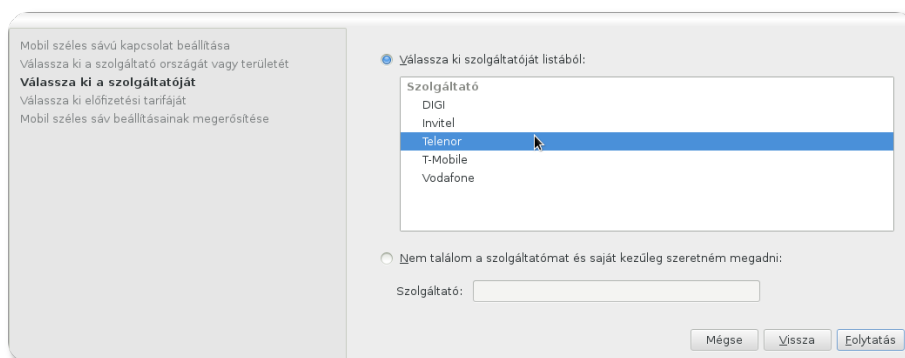 Mobil széles sávú kapcsolat beállítása
Válassza ki a szolgáltató országát vagy területét
Válassza ki a szolgáltatóját
Válassza ki előfizetési tarifáját
Mobil széles sáv beállításainak megerősítése
Válassza ki szolgáltatóját listából:
Szolgáltató
DIGI
Invitel
Telenor
T-Mobile
Vodafone
Nem találom a szolgáltatómat és saját kezűleg szeretném megadni:
Szolgáltató:
Mégse
Vissza
Folytatás